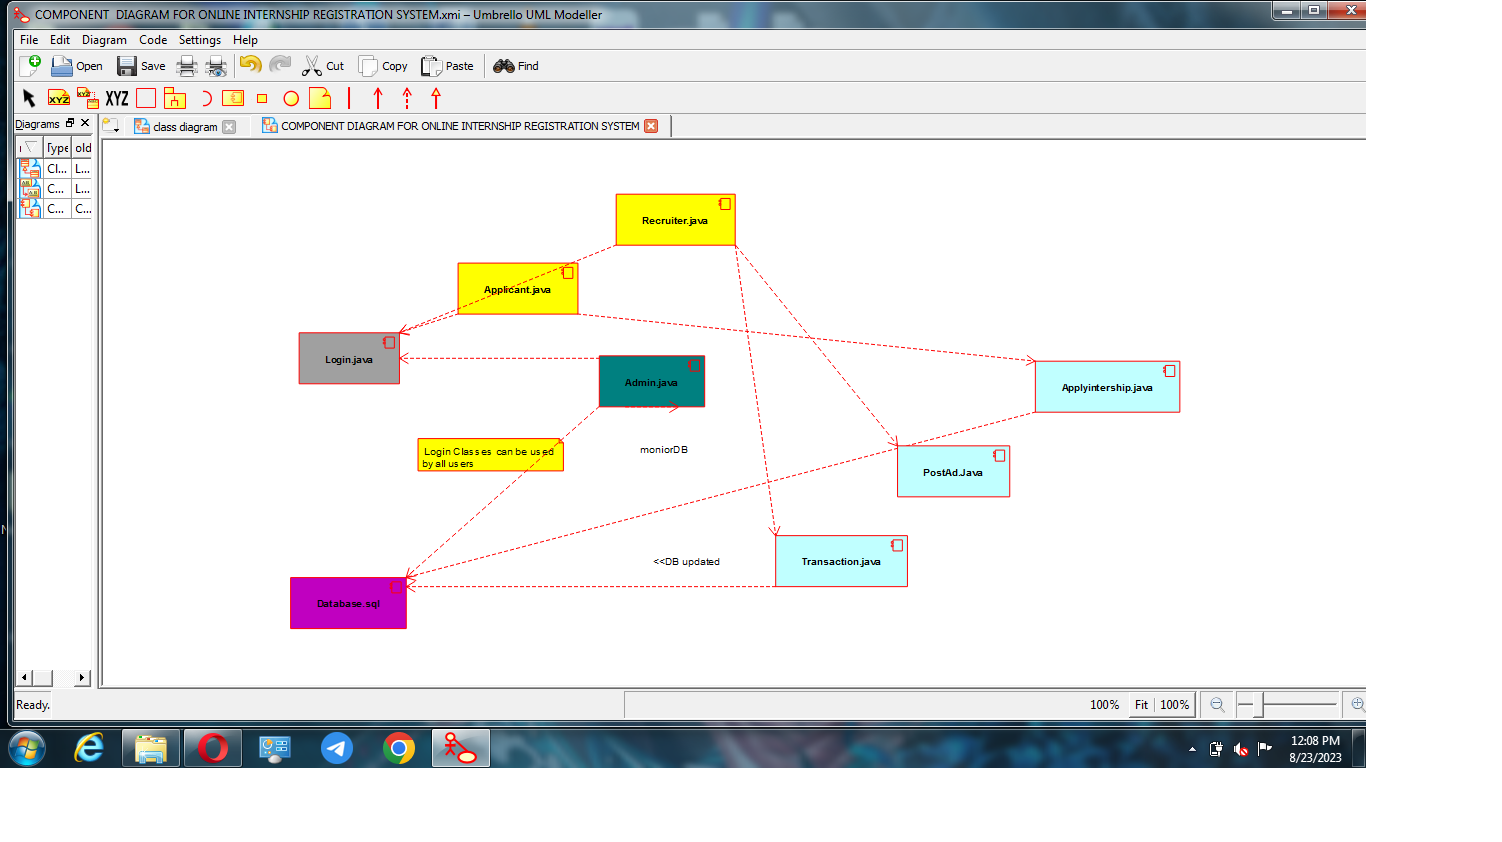 COMPONENT  DIAGRAM FOR ONLINE INTERNSHIP REGISTRATION SYSTEM.xmi – Umbrello UML Modeller
File Edit Diagram Code Settings Help
Open Save Cut Copy Paste Find
XYZ XYZ XYZ
Diagrams class diagram COMPONENT DIAGRAM FOR ONLINE INTERNSHIP REGISTRATION SYSTEM
Type old
Cl... L...
C... L...
C... C...
Recruiter.java
Applicant.java
Login.java
Admin.java
Applyintership.java
Login Classes can be used
by all users
moniorDB
PostAd.Java
<<DB updated
Transaction.java
Database.sql
Ready. 100% Fit 100%
12:08 PM
8/23/2023